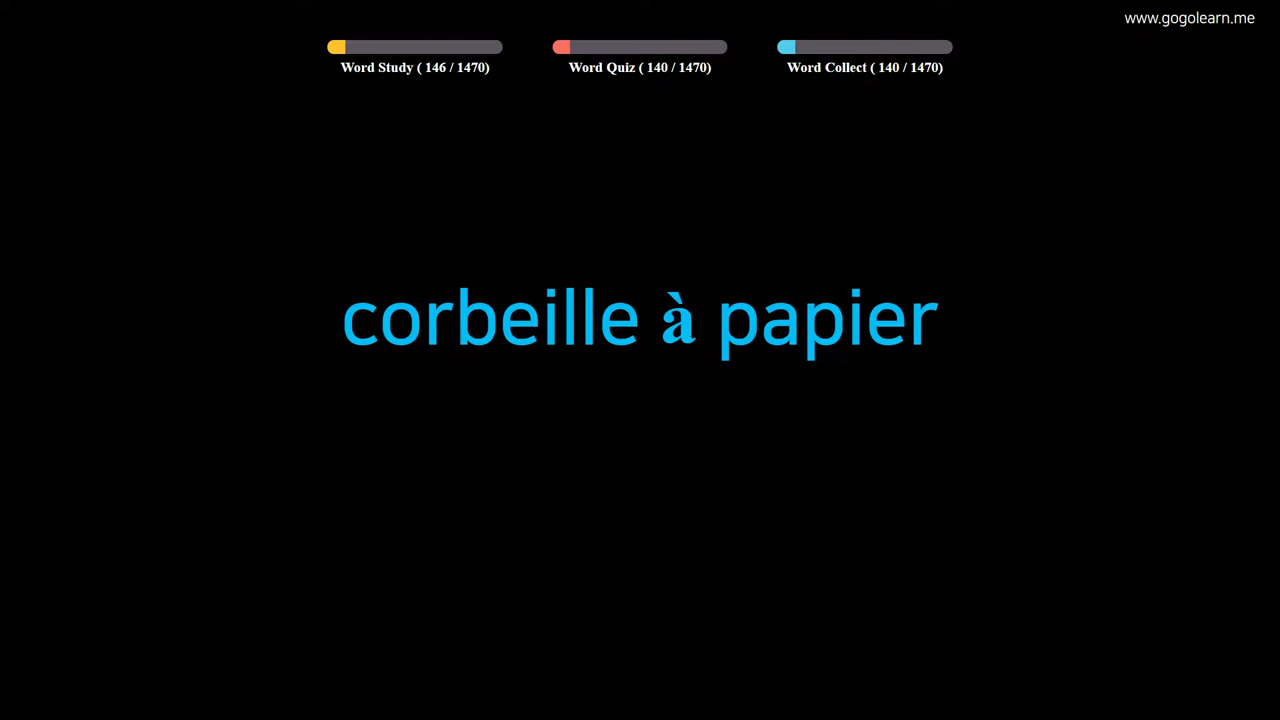 www.gogolearn.me
Word Study ( 146 / 1470)
Word Quiz ( 140 / 1470)
Word Collect ( 140 / 1470)
corbeille à papier